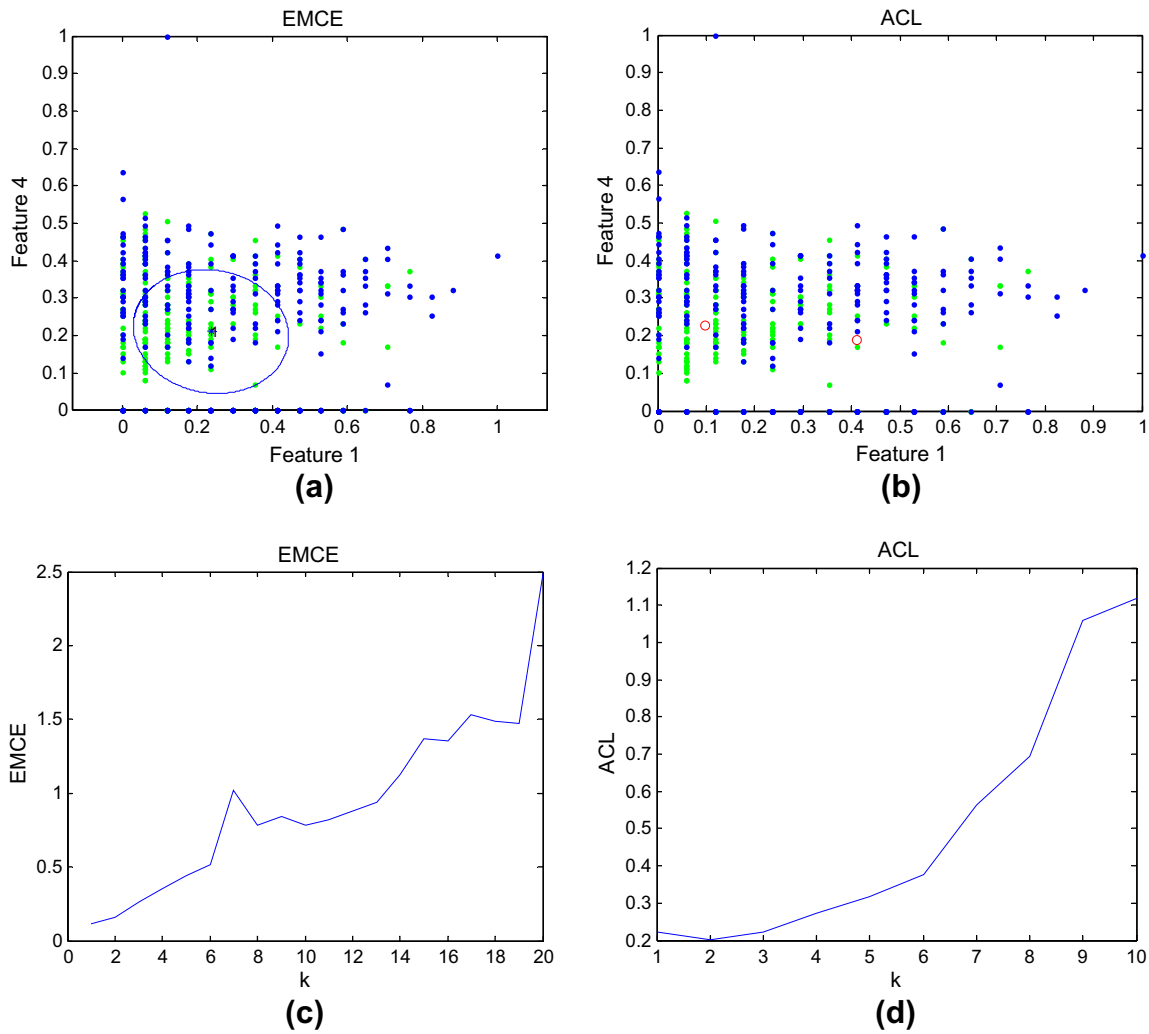 EMCE
1
0.9
0.8
0.7
0.6
0.5
0.4
0.3
0.2
0.1
0
Feature 4
0 0.2 0.4 0.6 0.8 1
Feature 1
(a)
ACL
1
0.9
0.8
0.7
0.6
0.5
0.4
0.3
0.2
0.1
0
Feature 4
0 0.1 0.2 0.3 0.4 0.5 0.6 0.7 0.8 0.9 1
Feature 1
(b)
EMCE
2.5
2
1.5
1
0.5
0
EMCE
0 2 4 6 8 10 12 14 16 18 20
k
(c)
ACL
1.2
1.1
1
0.9
0.8
0.7
0.6
0.5
0.4
0.3
0.2
ACL
1 2 3 4 5 6 7 8 9 10
k
(d)